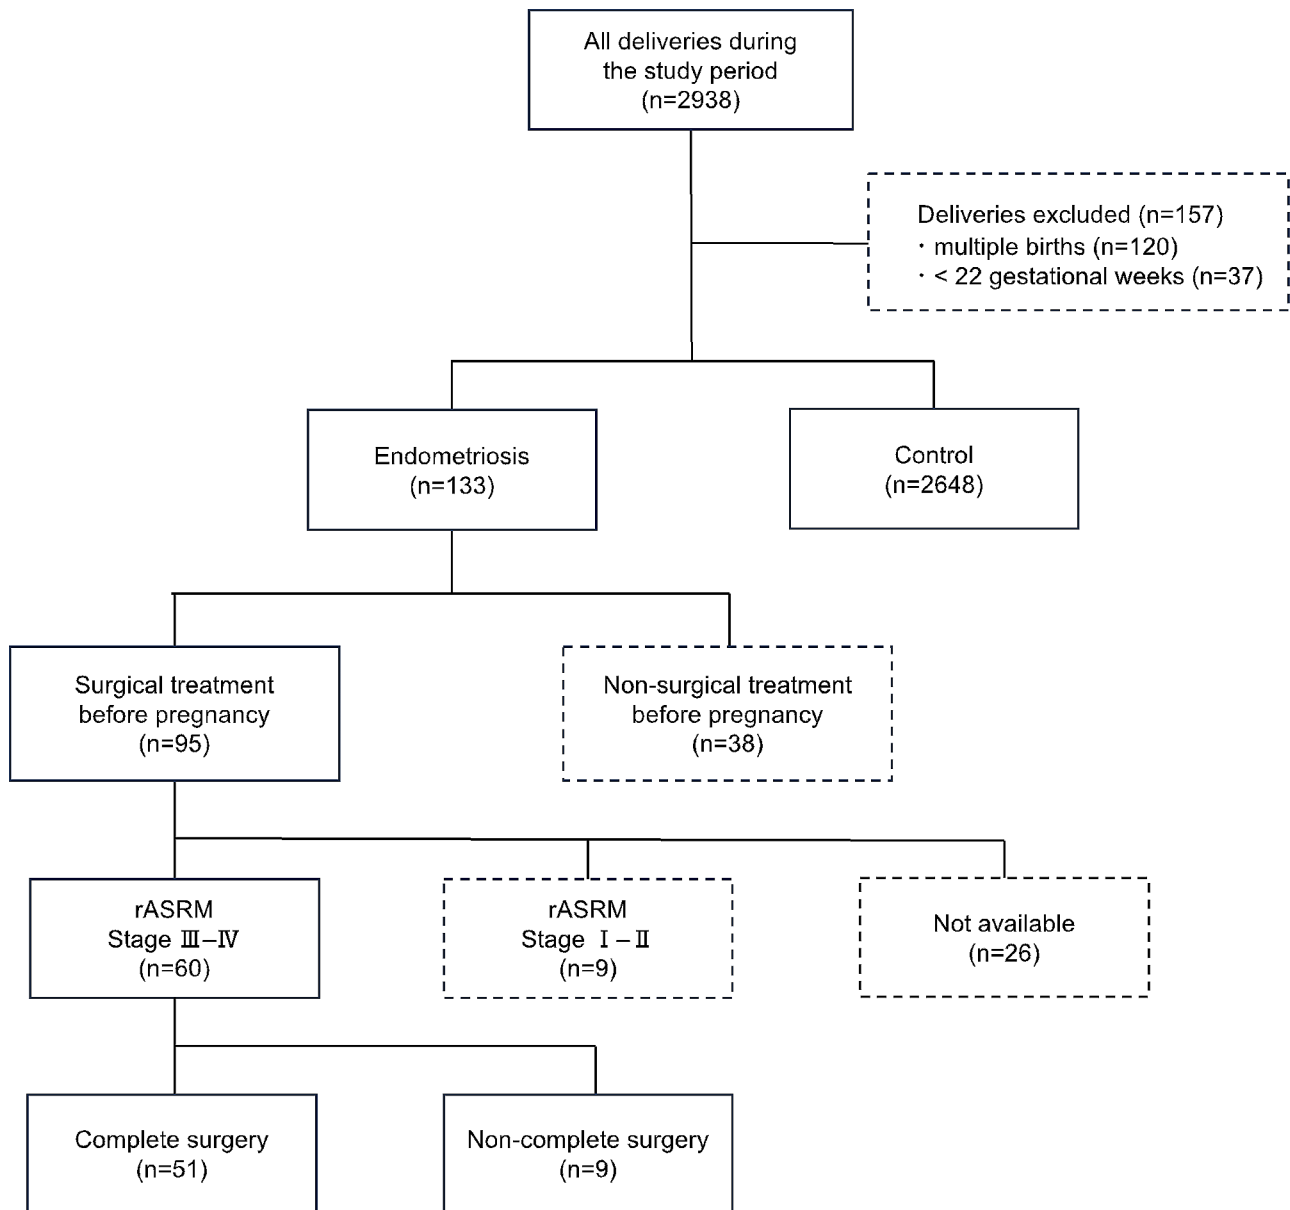 All deliveries during
the study period
(n=2938)
Deliveries excluded (n=157)
・multiple births (n=120)
・< 22 gestational weeks (n=37)
Endometriosis
(n=133)
Control
(n=2648)
Surgical treatment
before pregnancy
(n=95)
Non-surgical treatment
before pregnancy
(n=38)
rASRM
Stage Ⅲ–Ⅳ
(n=60)
rASRM
Stage Ⅰ–Ⅱ
(n=9)
Not available
(n=26)
Complete surgery
(n=51)
Non-complete surgery
(n=9)